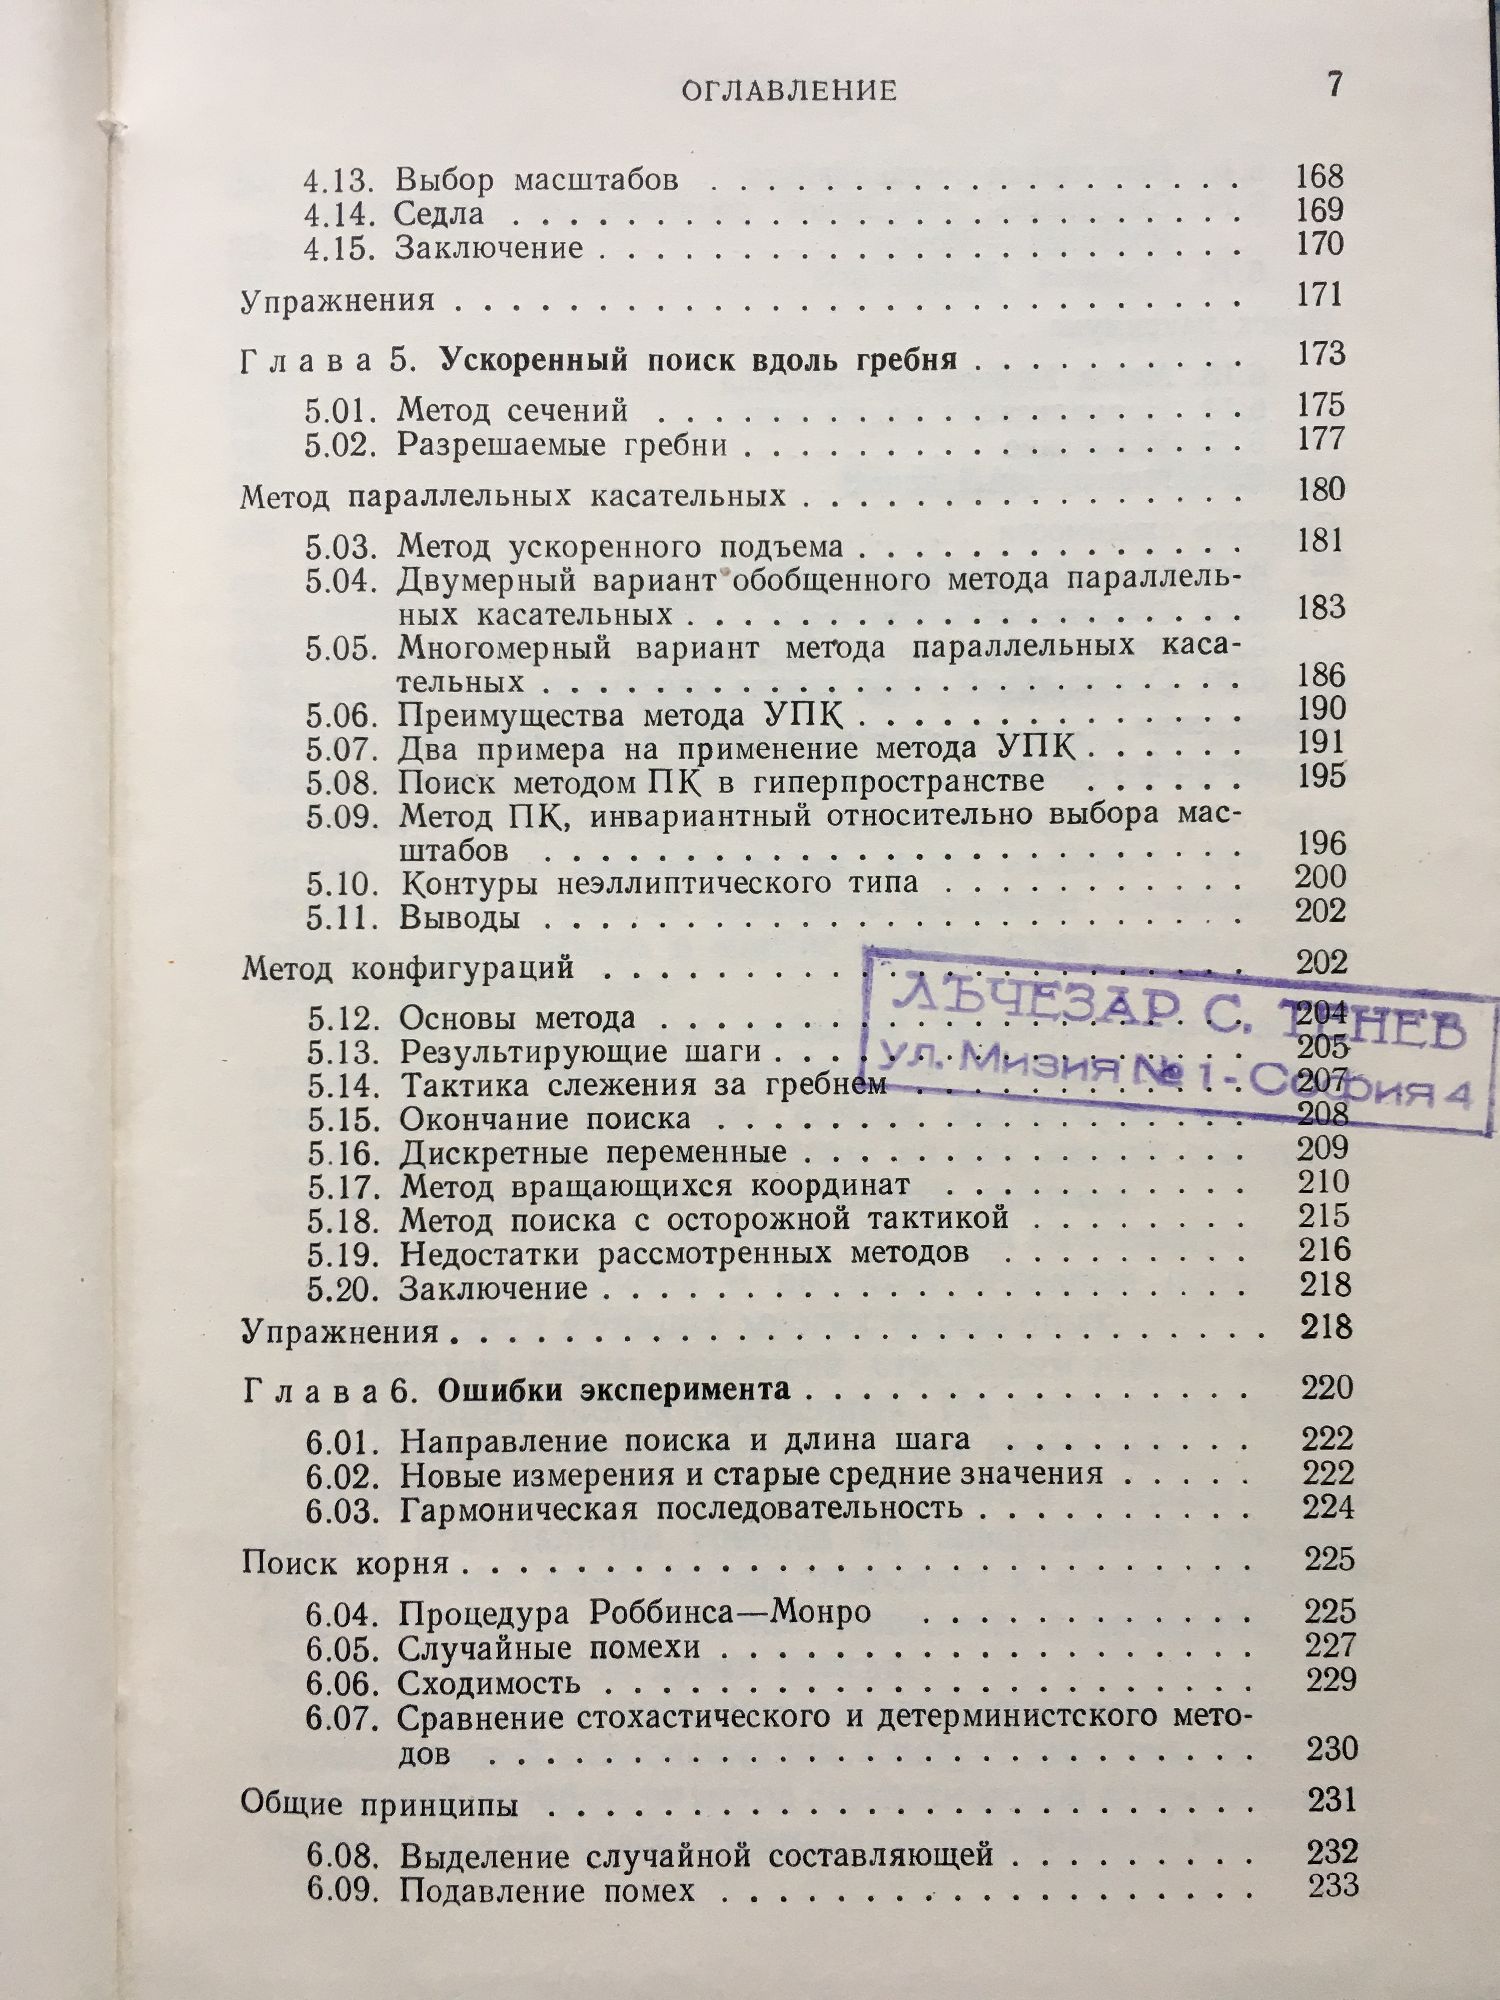 ОГЛАВЛЕНИЕ 7
4.13. Выбор масштабов . . . . . . . . . . . . . . . . . . . 168
4.14. Седла . . . . . . . . . . . . . . . . . . . . . . . . . . 169
4.15. Заключение . . . . . . . . . . . . . . . . . . . . . . . 170
Упражнения . . . . . . . . . . . . . . . . . . . . . . . . . . . . 171
Глава 5. Ускоренный поиск вдоль гребня . . . . . . . . . . 173
5.01. Метод сечений . . . . . . . . . . . . . . . . . . . . . 175
5.02. Разрешаемые гребни . . . . . . . . . . . . . . . . . . 177
Метод параллельных касательных . . . . . . . . . . . . . . . . 180
5.03. Метод ускоренного подъема . . . . . . . . . . . . . . 181
5.04. Двумерный вариант обобщенного метода параллель-
ных касательных . . . . . . . . . . . . . . . . . . . . 183
5.05. Многомерный вариант метода параллельных каса-
тельных . . . . . . . . . . . . . . . . . . . . . . . . . 186
5.06. Преимущества метода УПК . . . . . . . . . . . . . . 190
5.07. Два примера на применение метода УПК . . . . . . 191
5.08. Поиск методом ПК в гиперпространстве . . . . . . 195
5.09. Метод ПК, инвариантный относительно выбора мас-
штабов . . . . . . . . . . . . . . . . . . . . . . . . . 196
5.10. Контуры неэллиптического типа . . . . . . . . . . . 200
5.11. Выводы . . . . . . . . . . . . . . . . . . . . . . . . . 202
Метод конфигураций . . . . . . . . . . . . . . . . . . . . . . . 202
5.12. Основы метода . . . . . . . . . . . . . . . . . . . . . 204
5.13. Результирующие шаги . . . . . . . . . . . . . . . . . 205
5.14. Тактика слежения за гребнем . . . . . . . . . . . . 207
5.15. Окончание поиска . . . . . . . . . . . . . . . . . . . 208
5.16. Дискретные переменные . . . . . . . . . . . . . . . . 209
5.17. Метод вращающихся координат . . . . . . . . . . . 210
5.18. Метод поиска с осторожной тактикой . . . . . . . . 215
5.19. Недостатки рассмотренных методов . . . . . . . . . 216
5.20. Заключение . . . . . . . . . . . . . . . . . . . . . . . 218
Упражнения . . . . . . . . . . . . . . . . . . . . . . . . . . . . . 218
Глава 6. Ошибки эксперимента . . . . . . . . . . . . . . . . 220
6.01. Направление поиска и длина шага . . . . . . . . . 222
6.02. Новые измерения и старые средние значения . . . . . 222
6.03. Гармоническая последовательность . . . . . . . . . . 224
Поиск корня . . . . . . . . . . . . . . . . . . . . . . . . . . . . 225
6.04. Процедура Роббинса—Монро . . . . . . . . . . . . 225
6.05. Случайные помехи . . . . . . . . . . . . . . . . . . . 227
6.06. Сходимость . . . . . . . . . . . . . . . . . . . . . . . 229
6.07. Сравнение стохастического и детерминистского мето-
дов . . . . . . . . . . . . . . . . . . . . . . . . . . . 230
Общие принципы . . . . . . . . . . . . . . . . . . . . . . . . . 231
6.08. Выделение случайной составляющей . . . . . . . . . 232
6.09. Подавление помех . . . . . . . . . . . . . . . . . . . 233
ЛЪЧЕЗАР С. ТЕНЕВ
ул. Мизия № 1 - София 4